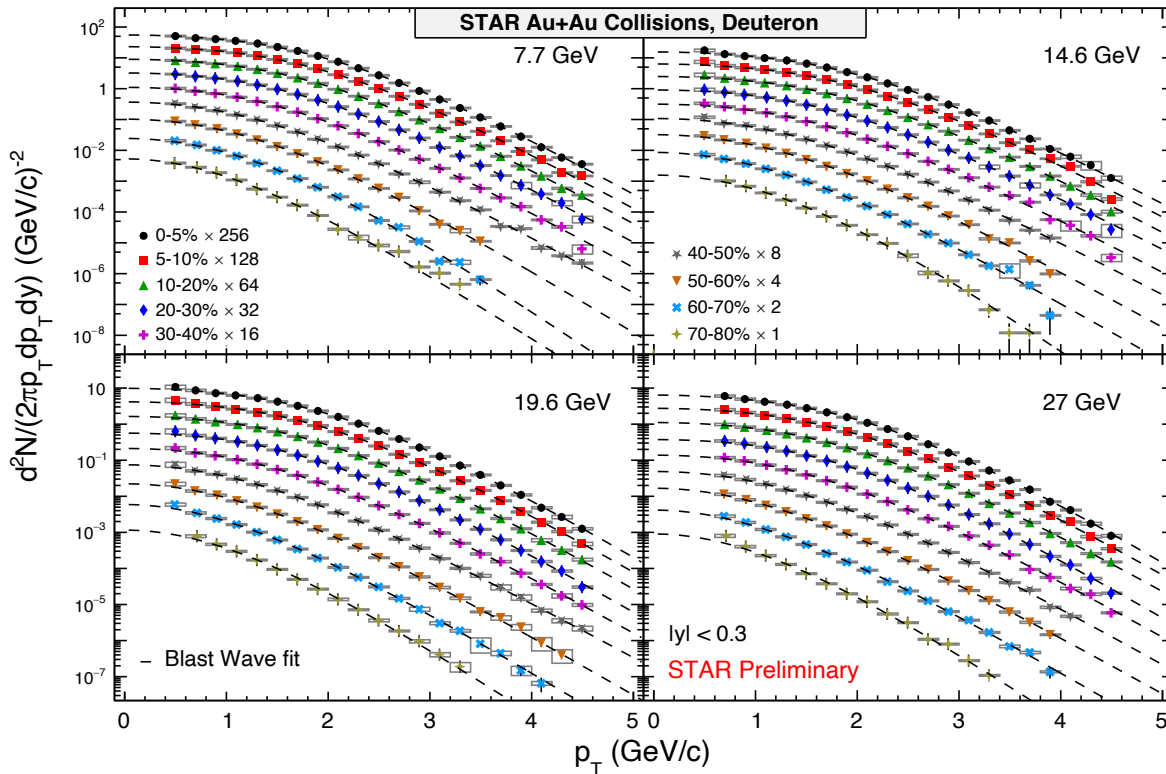 STAR Au+Au Collisions, Deuteron
7.7 GeV
14.6 GeV
19.6 GeV
27 GeV
d²N/(2πp_T dp_T dy) (GeV/c)⁻²
10²
1
10⁻²
10⁻⁴
10⁻⁶
10⁻⁸
0-5% × 256
5-10% × 128
10-20% × 64
20-30% × 32
30-40% × 16
40-50% × 8
50-60% × 4
60-70% × 2
70-80% × 1
10
10⁻¹
10⁻³
10⁻⁵
10⁻⁷
– Blast Wave fit
|y| < 0.3
STAR Preliminary
0 1 2 3 4 5
0 1 2 3 4 5
p_T (GeV/c)